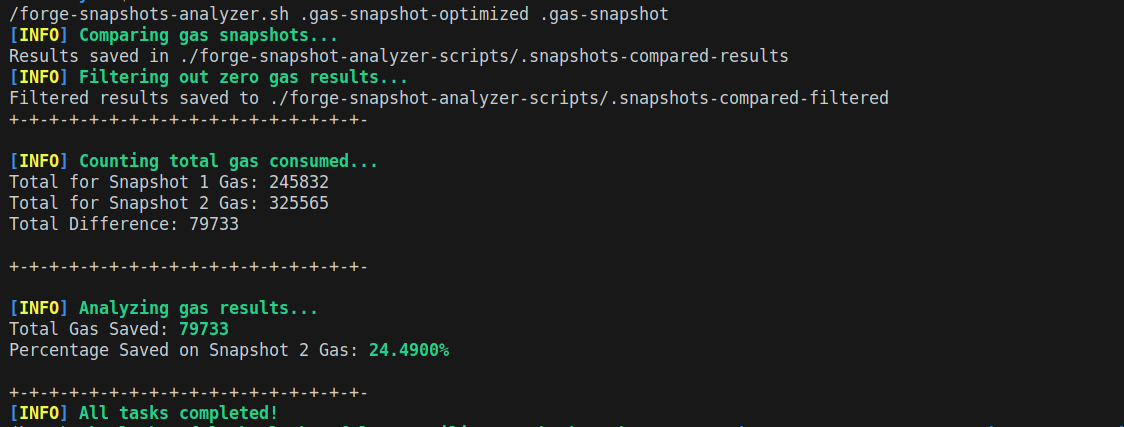 /forge-snapshots-analyzer.sh .gas-snapshot-optimized .gas-snapshot
[INFO] Comparing gas snapshots...
Results saved in ./forge-snapshot-analyzer-scripts/.snapshots-compared-results
[INFO] Filtering out zero gas results...
Filtered results saved to ./forge-snapshot-analyzer-scripts/.snapshots-compared-filtered
+-+-+-+-+-+-+-+-+-+-+-+-+-+-+-+-+-+-
[INFO] Counting total gas consumed...
Total for Snapshot 1 Gas: 245832
Total for Snapshot 2 Gas: 325565
Total Difference: 79733
+-+-+-+-+-+-+-+-+-+-+-+-+-+-+-+-+-+-
[INFO] Analyzing gas results...
Total Gas Saved: 79733
Percentage Saved on Snapshot 2 Gas: 24.4900%
+-+-+-+-+-+-+-+-+-+-+-+-+-+-+-+-+-+-
[INFO] All tasks completed!